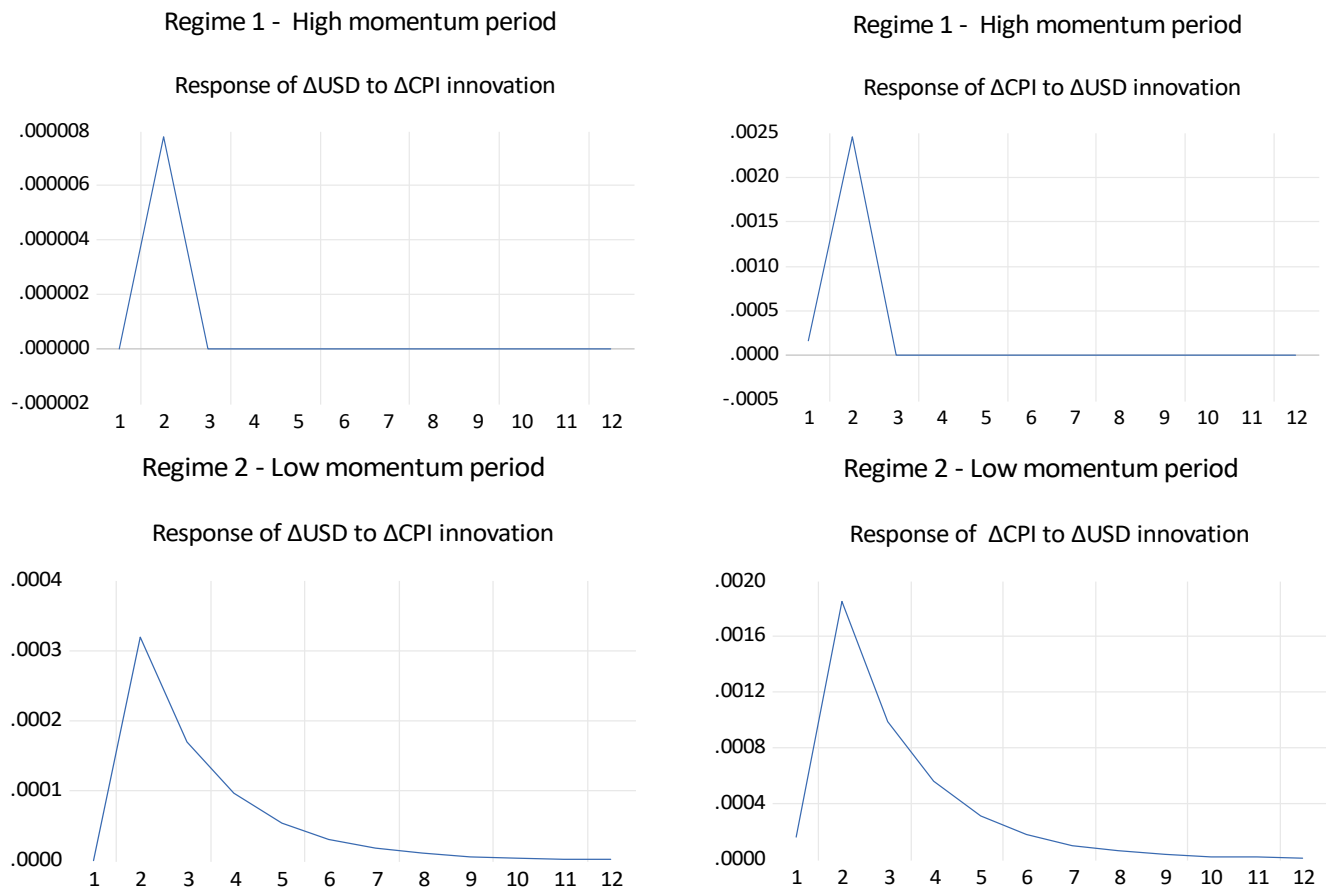 Regime 1 -  High momentum period
Response of ΔUSD to ΔCPI innovation
.000008
.000006
.000004
.000002
.000000
-.000002
1 2 3 4 5 6 7 8 9 10 11 12
Regime 1 -  High momentum period
Response of ΔCPI to ΔUSD innovation
.0025
.0020
.0015
.0010
.0005
.0000
-.0005
1 2 3 4 5 6 7 8 9 10 11 12
Regime 2 - Low momentum period
Response of ΔUSD to ΔCPI innovation
.0004
.0003
.0002
.0001
.0000
1 2 3 4 5 6 7 8 9 10 11 12
Regime 2 - Low momentum period
Response of  ΔCPI to ΔUSD innovation
.0020
.0016
.0012
.0008
.0004
.0000
1 2 3 4 5 6 7 8 9 10 11 12